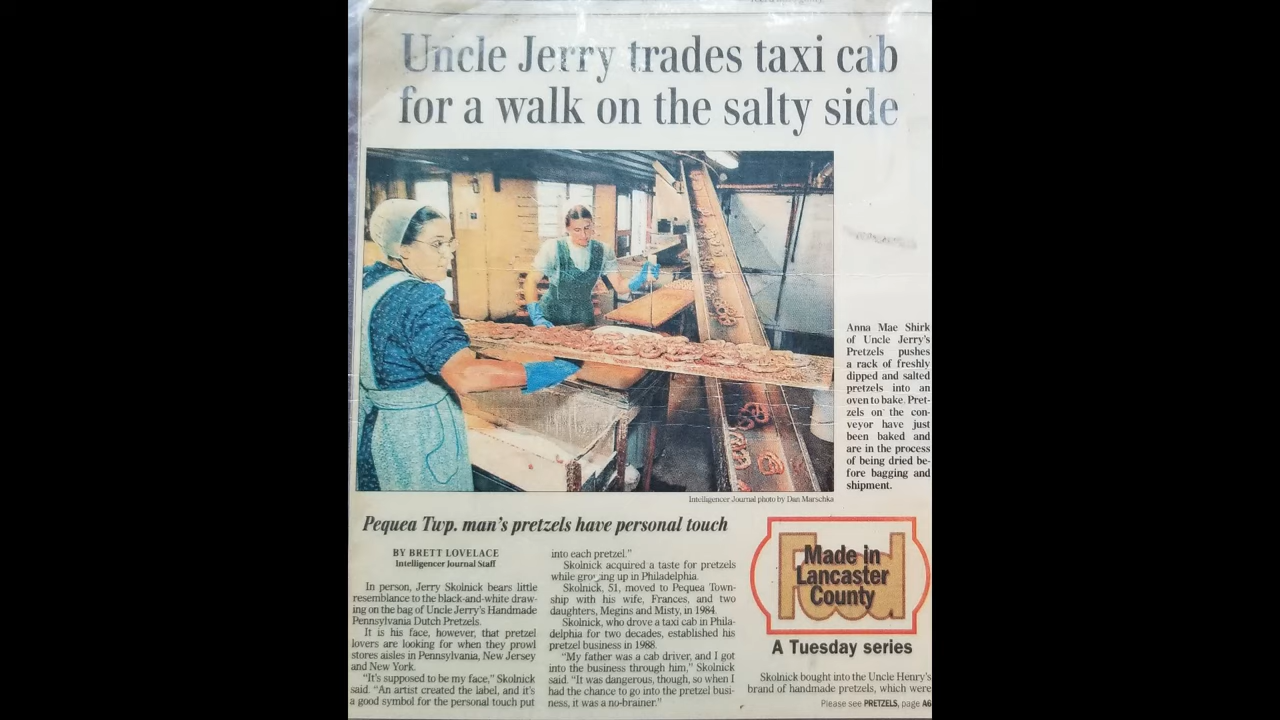 Uncle Jerry trades taxi cab
for a walk on the salty side
Anna Mae Shirk
of Uncle Jerry's
Pretzels pushes
a rack of freshly
dipped and salted
pretzels into an
oven to bake. Pret-
zels on the con-
veyor have just
been baked and
are in the process
of being dried be-
fore bagging and
shipment.
Intelligencer Journal photo by Dan Marschka
Pequea Twp. man's pretzels have personal touch
BY BRETT LOVELACE
Intelligencer Journal Staff
In person, Jerry Skolnick bears little
resemblance to the black-and-white draw-
ing on the bag of Uncle Jerry's Handmade
Pennsylvania Dutch Pretzels.
It is his face, however, that pretzel
lovers are looking for when they prowl
stores aisles in Pennsylvania, New Jersey
and New York.
"It's supposed to be my face," Skolnick
said. "An artist created the label, and it's
a good symbol for the personal touch put
into each pretzel."
Skolnick acquired a taste for pretzels
while growing up in Philadelphia.
Skolnick, 51, moved to Pequea Town-
ship with his wife, Frances, and two
daughters, Megins and Misty, in 1984.
Skolnick, who drove a taxi cab in Phila-
delphia for two decades, established his
pretzel business in 1988.
"My father was a cab driver, and I got
into the business through him," Skolnick
said. "It was dangerous, though, so when I
had the chance to go into the pretzel busi-
ness, it was a no-brainer."
Food
Made in
Lancaster
County
A Tuesday series
Skolnick bought into the Uncle Henry's
brand of handmade pretzels, which were
Please see PRETZELS, page A6